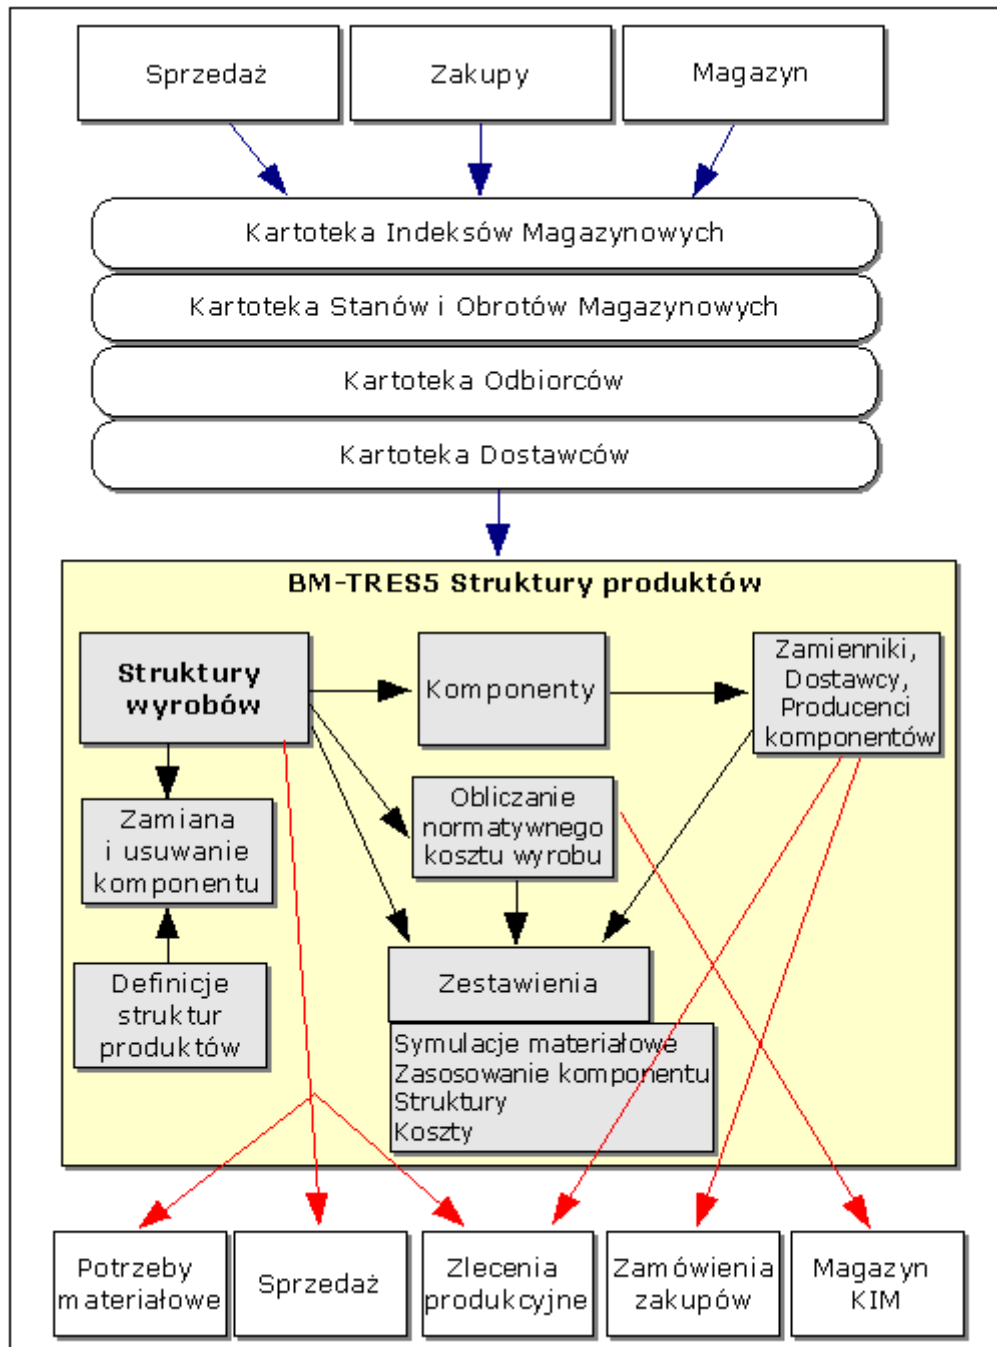 Sprzedaż
Zakupy
Magazyn
Kartoteka Indeksów Magazynowych
Kartoteka Stanów i Obrotów Magazynowych
Kartoteka Odbiorców
Kartoteka Dostawców
BM-TRES5 Struktury produktów
Struktury
wyrobów
Komponenty
Zamienniki,
Dostawcy,
Producenci
komponentów
Zamiana
i usuwanie
komponentu
Obliczanie
normatywnego
kosztu wyrobu
Definicje
struktur
produktów
Zestawienia
Symulacje materiałowe
Zasosowanie komponentu
Struktury
Koszty
Potrzeby
materiałowe
Sprzedaż
Zlecenia
produkcyjne
Zamówienia
zakupów
Magazyn
KIM